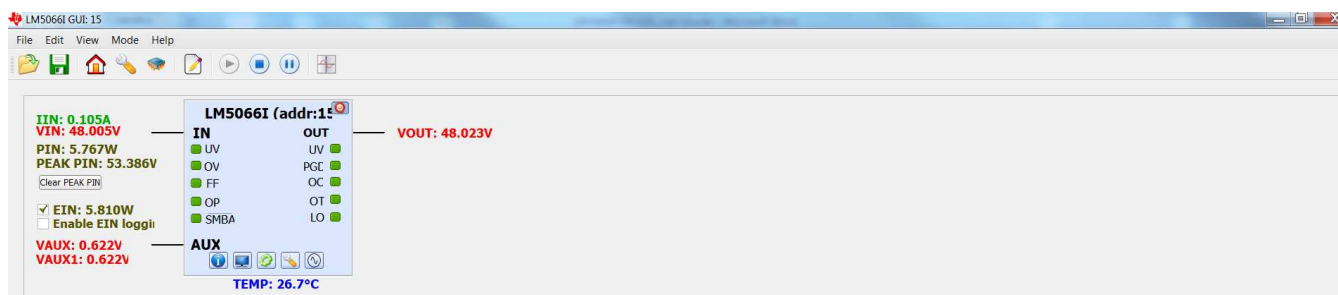 LM5066I GUI: 15
File Edit View Mode Help
IIN: 0.105A
VIN: 48.005V
PIN: 5.767W
PEAK PIN: 53.386V
Clear PEAK PIN
EIN: 5.810W
Enable EIN loggi
VAUX: 0.622V
VAUX1: 0.622V
LM5066I (addr:15
IN OUT
UV UV
OV PGD
FF OC
OP OT
SMBA LO
AUX
TEMP: 26.7°C
VOUT: 48.023V